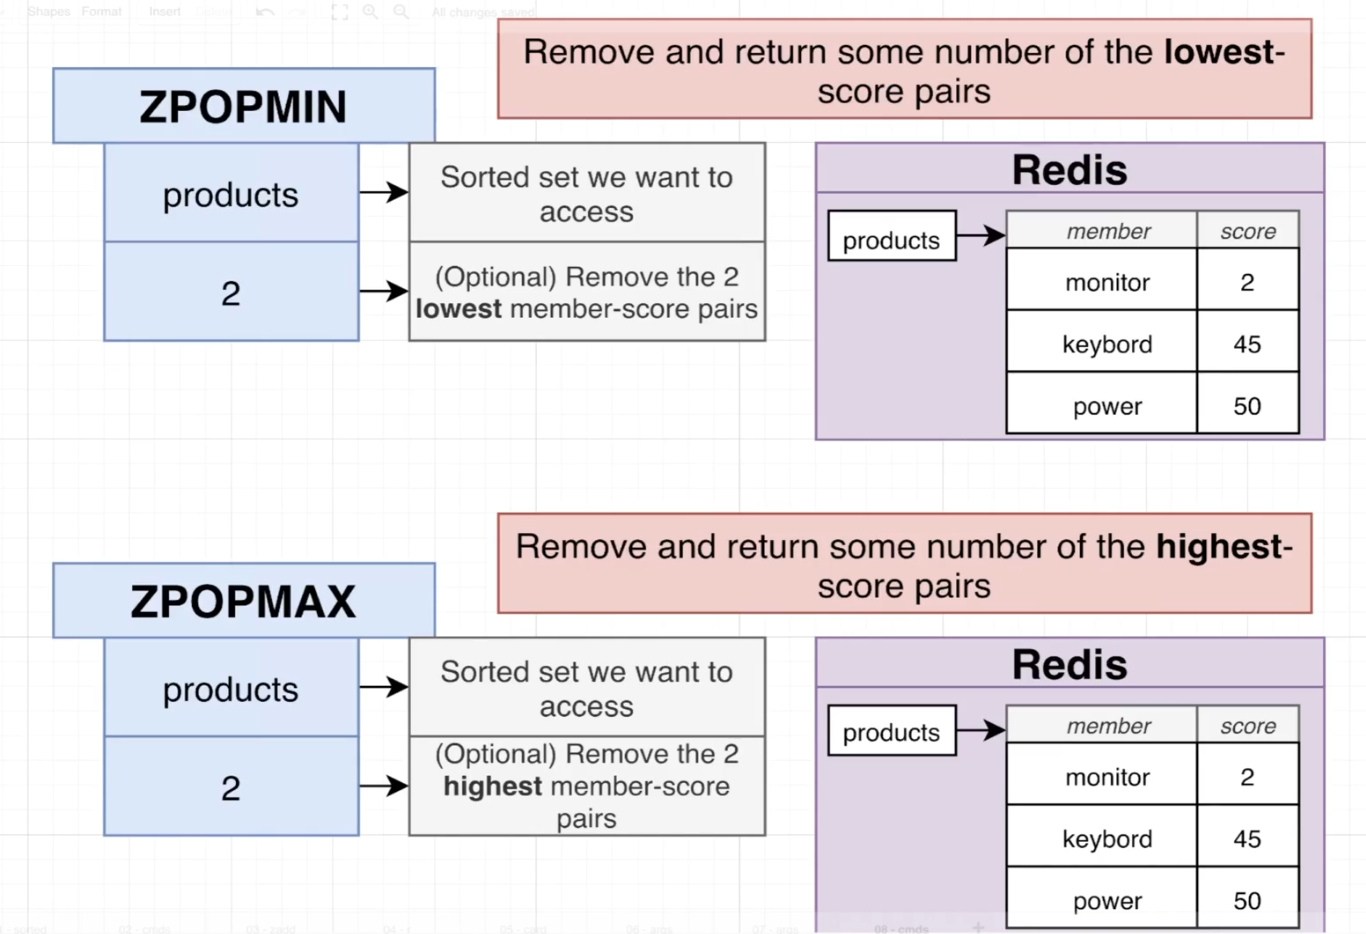 Shapes Format Insert
All changes saved
Remove and return some number of the lowest-
score pairs
ZPOPMIN
products
Sorted set we want to
access
2
(Optional) Remove the 2
lowest member-score pairs
Redis
products
member score
monitor 2
keybord 45
power 50
Remove and return some number of the highest-
score pairs
ZPOPMAX
products
Sorted set we want to
access
2
(Optional) Remove the 2
highest member-score
pairs
Redis
products
member score
monitor 2
keybord 45
power 50
02 - cmds 03 - zadd 04 - 05 - card 06 - args 07 - args 08 - cmds